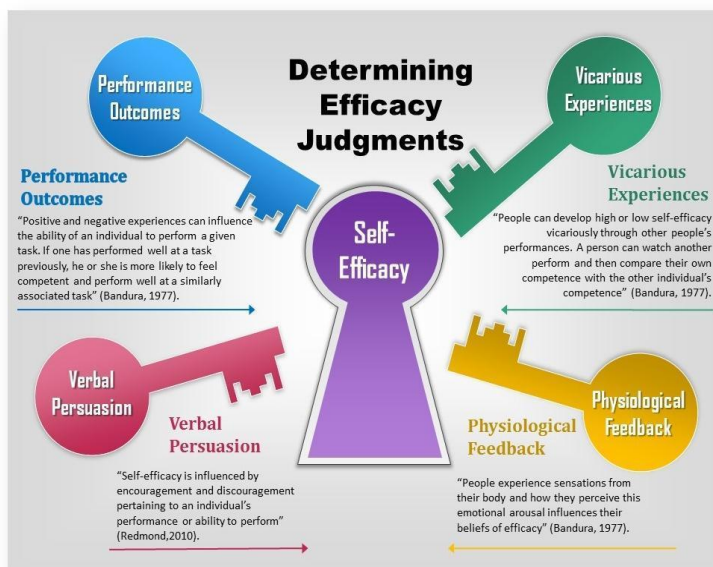 Determining
Efficacy
Judgments
Performance
Outcomes
Vicarious
Experiences
Performance
Outcomes
“Positive and negative experiences can influence
the ability of an individual to perform a given
task. If one has performed well at a task
previously, he or she is more likely to feel
competent and perform well at a similarly
associated task” (Bandura, 1977).
Vicarious
Experiences
“People can develop high or low self-efficacy
vicariously through other people’s
performances. A person can watch another
perform and then compare their own
competence with the other individual’s
competence” (Bandura, 1977).
Self-
Efficacy
Verbal
Persuasion
Verbal
Persuasion
“Self-efficacy is influenced by
encouragement and discouragement
pertaining to an individual’s
performance or ability to perform”
(Redmond,2010).
Physiological
Feedback
Physiological
Feedback
“People experience sensations from
their body and how they perceive this
emotional arousal influences their
beliefs of efficacy” (Bandura, 1977).